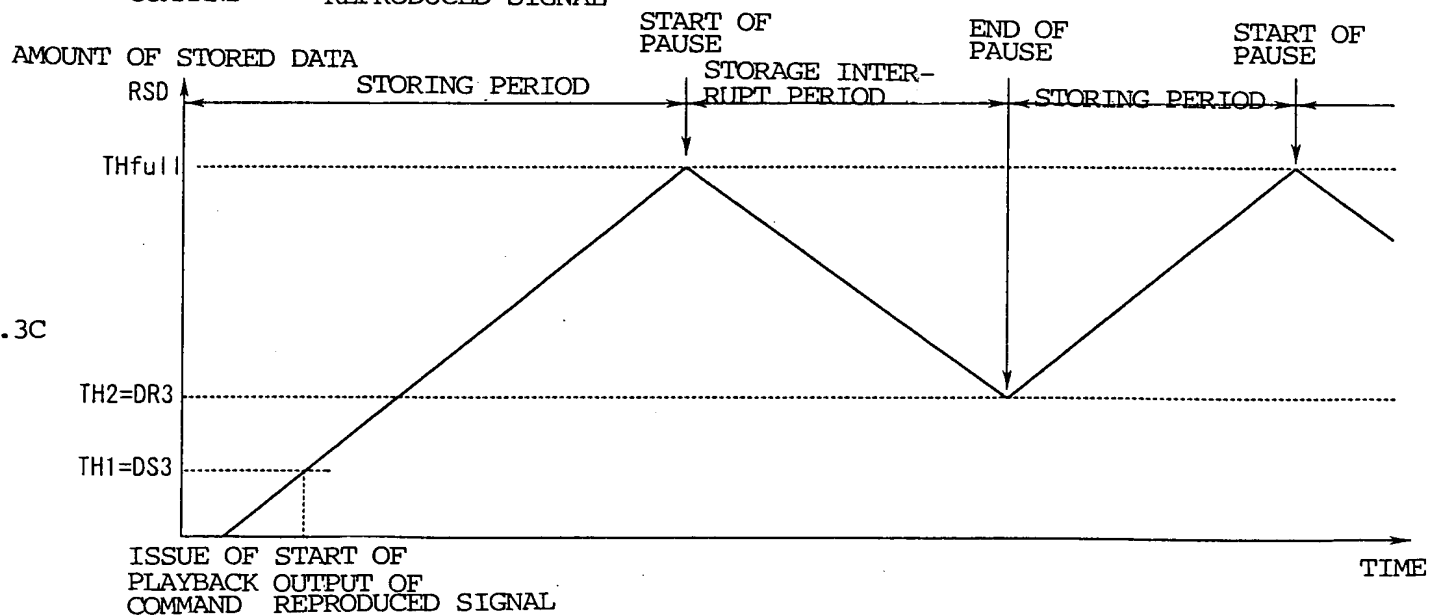 REPRODUCED SIGNAL
START OF
PAUSE
END OF
PAUSE
START OF
PAUSE
AMOUNT OF STORED DATA
RSD
STORING PERIOD
STORAGE INTER-
RUPT PERIOD
STORING PERIOD
THfull
.3C
TH2=DR3
TH1=DS3
TIME
ISSUE OF START OF
PLAYBACK OUTPUT OF
COMMAND REPRODUCED SIGNAL